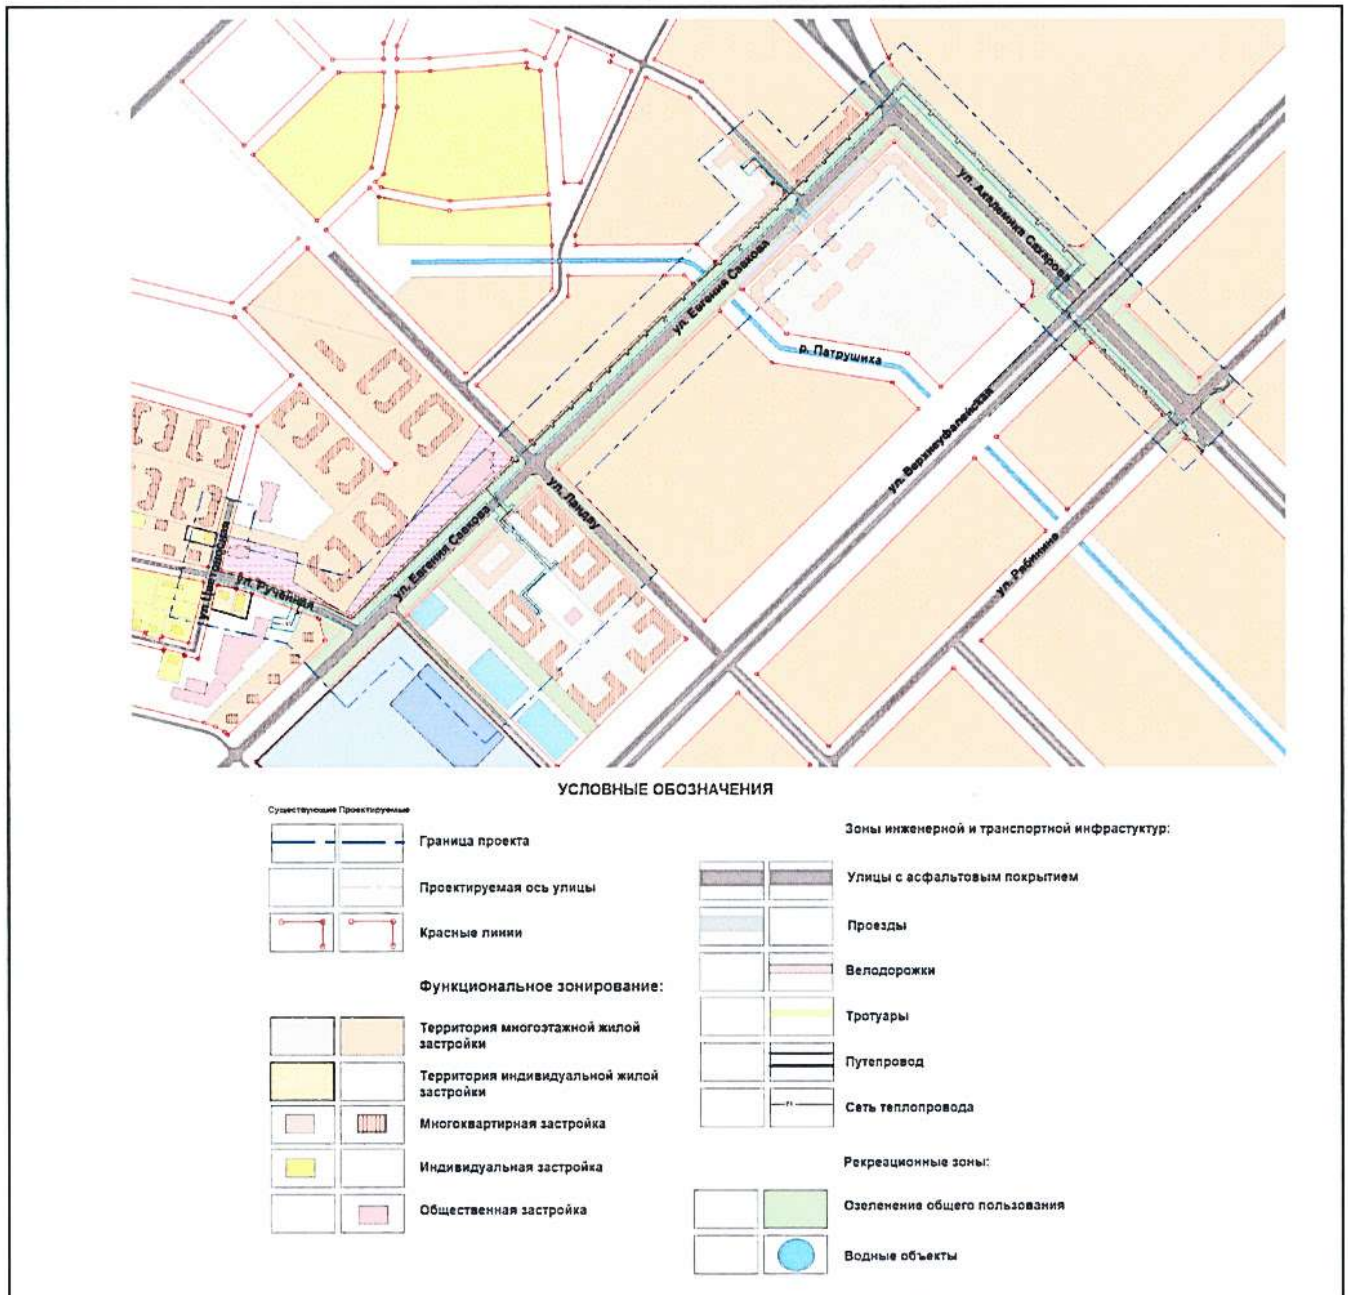 ул. Академика Сахарова
ул. Евгения Савкова
р. Патрушиха
ул. Верхнеуфалейская
ул. Ландау
ул. Евгения Савкова
ул. Рябинина
ул. Ручейная
УСЛОВНЫЕ ОБОЗНАЧЕНИЯ
Существующие Проектируемые
Граница проекта
Проектируемая ось улицы
Красные линии
Функциональное зонирование:
Территория многоэтажной жилой
застройки
Территория индивидуальной жилой
застройки
Многоквартирная застройка
Индивидуальная застройка
Общественная застройка
Зоны инженерной и транспортной инфрастуктур:
Улицы с асфальтовым покрытием
Проезды
Велодорожки
Тротуары
Путепровод
Сеть теплопровода
Рекреационные зоны:
Озеленение общего пользования
Водные объекты